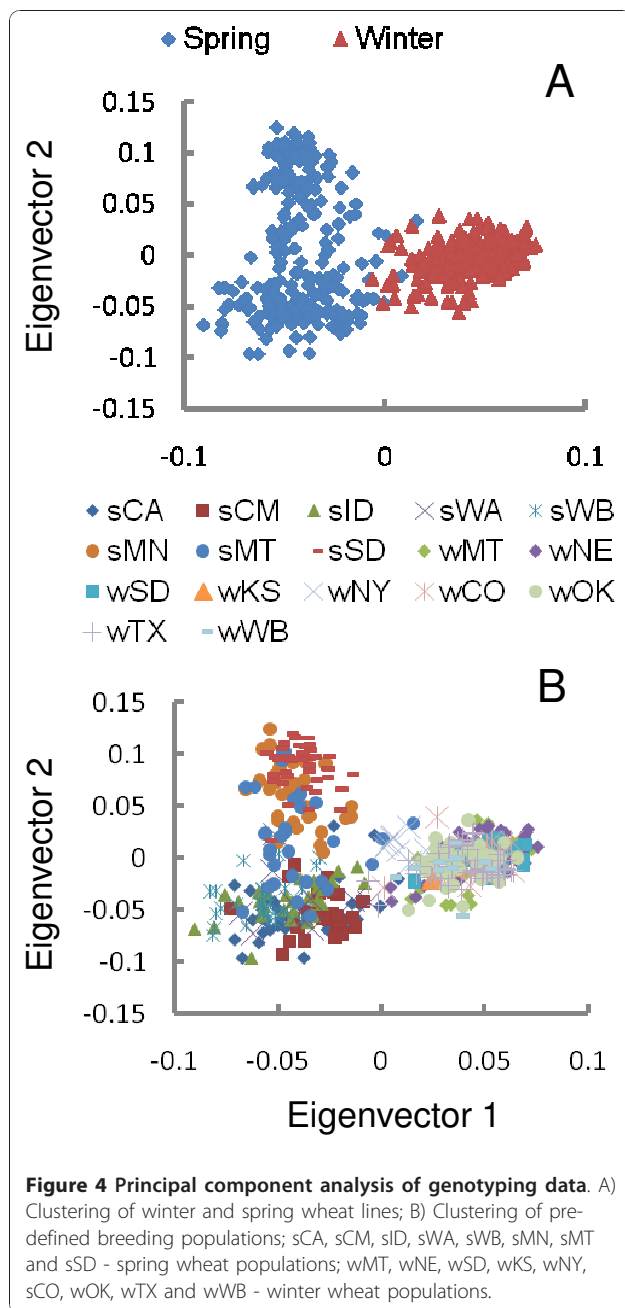 Spring Winter
A
0.15
0.1
0.05
0
-0.05
-0.1
-0.15
Eigenvector 2
-0.1 0 0.1
sCA sCM sID sWA sWB
sMN sMT sSD wMT wNE
wSD wKS wNY wCO wOK
wTX wWB
B
0.15
0.1
0.05
0
-0.05
-0.1
-0.15
Eigenvector 2
-0.1 -0.05 0 0.05 0.1
Eigenvector 1
Figure 4 Principal component analysis of genotyping data. A)
Clustering of winter and spring wheat lines; B) Clustering of pre-
defined breeding populations; sCA, sCM, sID, sWA, sWB, sMN, sMT
and sSD - spring wheat populations; wMT, wNE, wSD, wKS, wNY,
sCO, wOK, wTX and wWB - winter wheat populations.